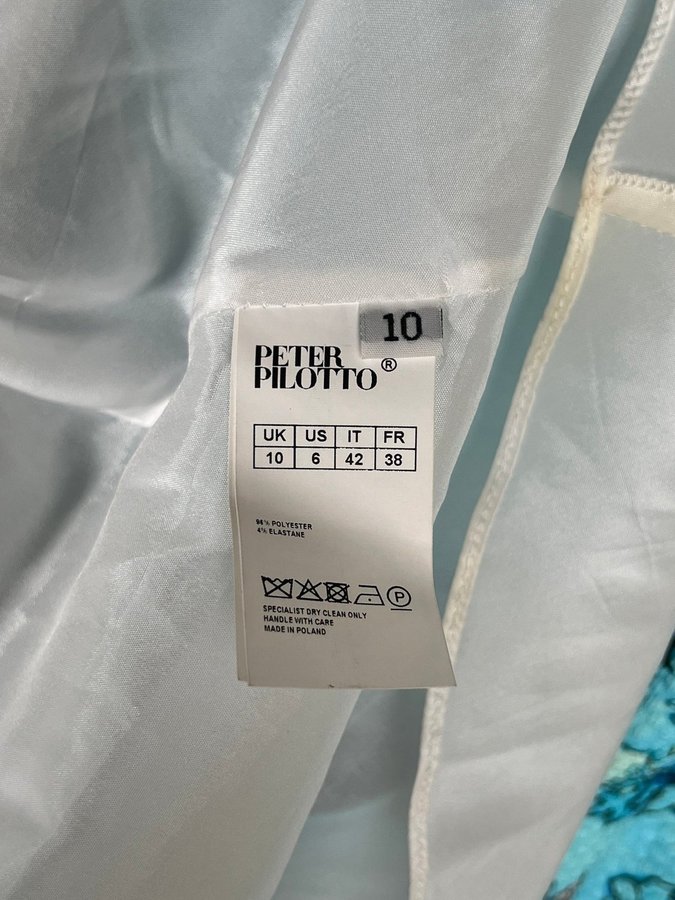 10
PETER
PILOTTO ®
UK US IT FR
10 6 42 38
96% POLYESTER
4% ELASTANE
P
SPECIALIST DRY CLEAN ONLY
HANDLE WITH CARE
MADE IN POLAND